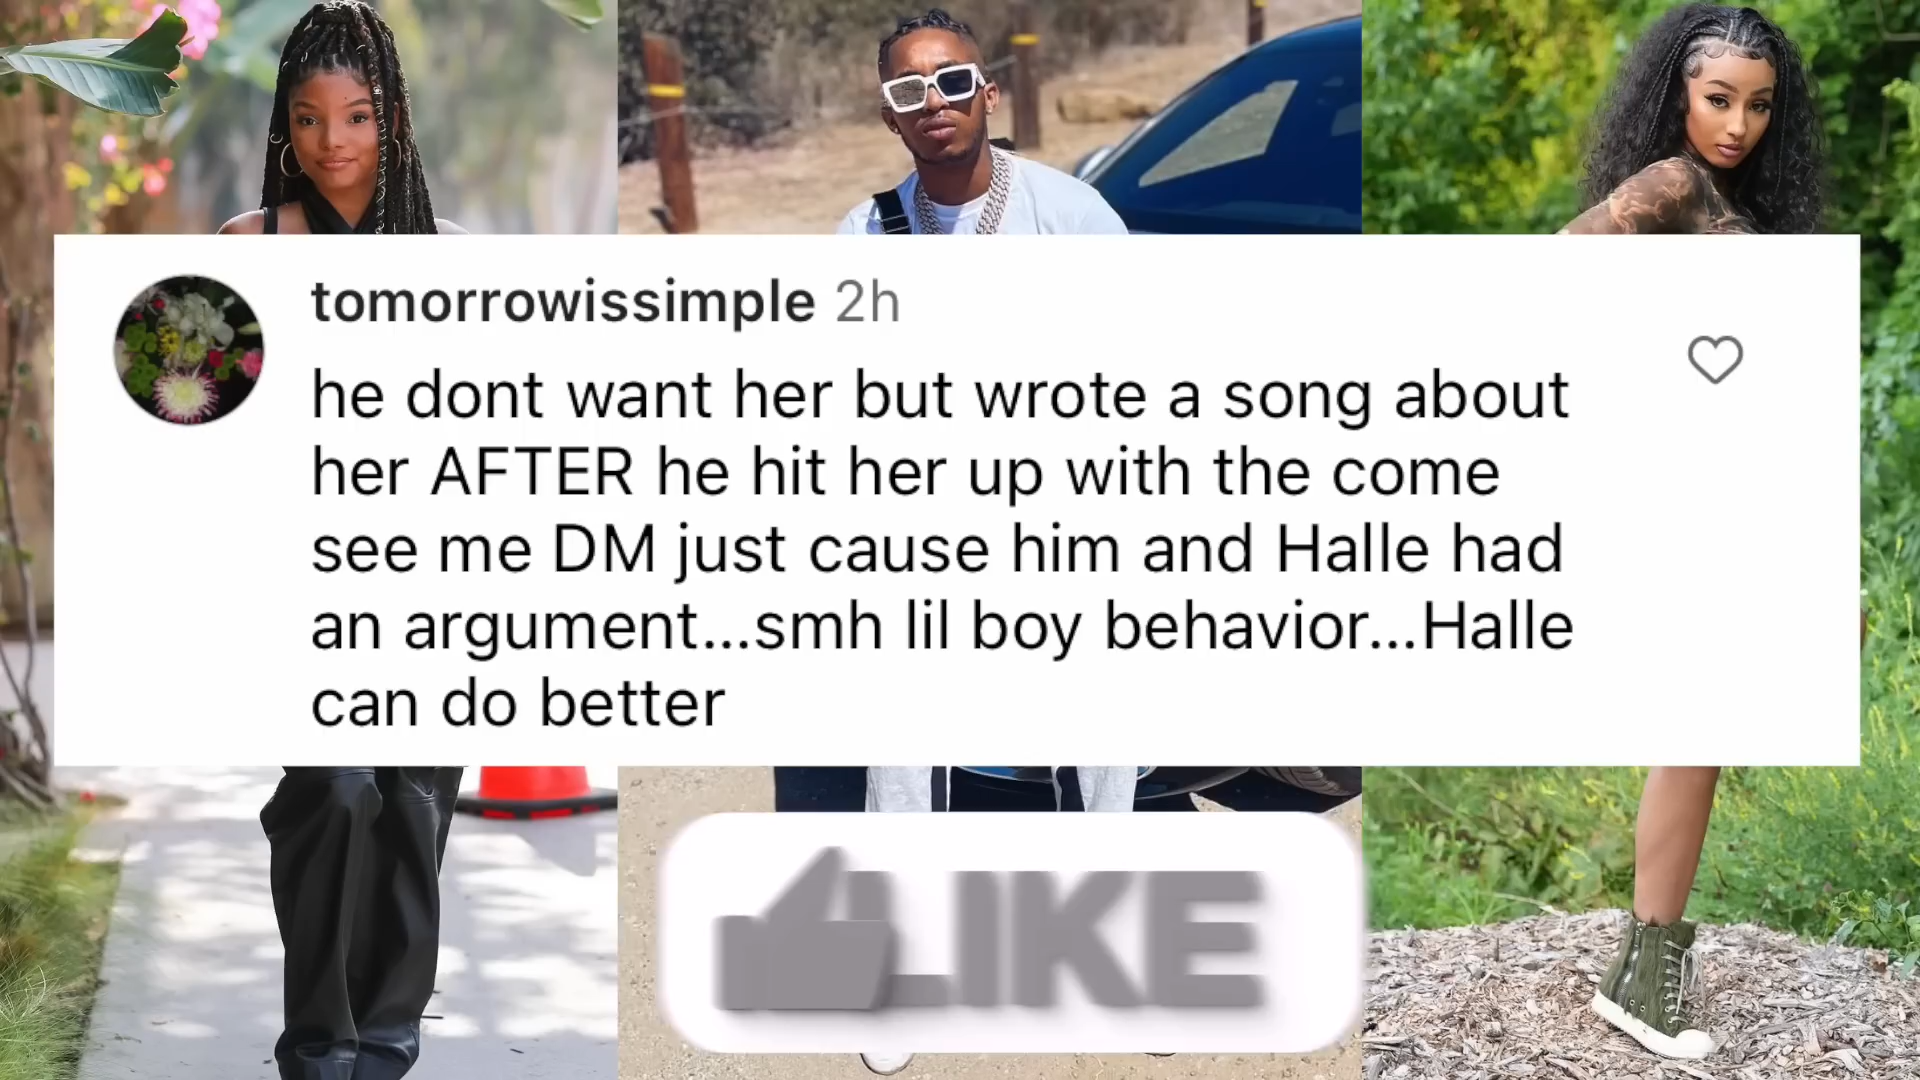 tomorrowissimple 2h
he dont want her but wrote a song about
her AFTER he hit her up with the come
see me DM just cause him and Halle had
an argument...smh lil boy behavior...Halle
can do better
LIKE